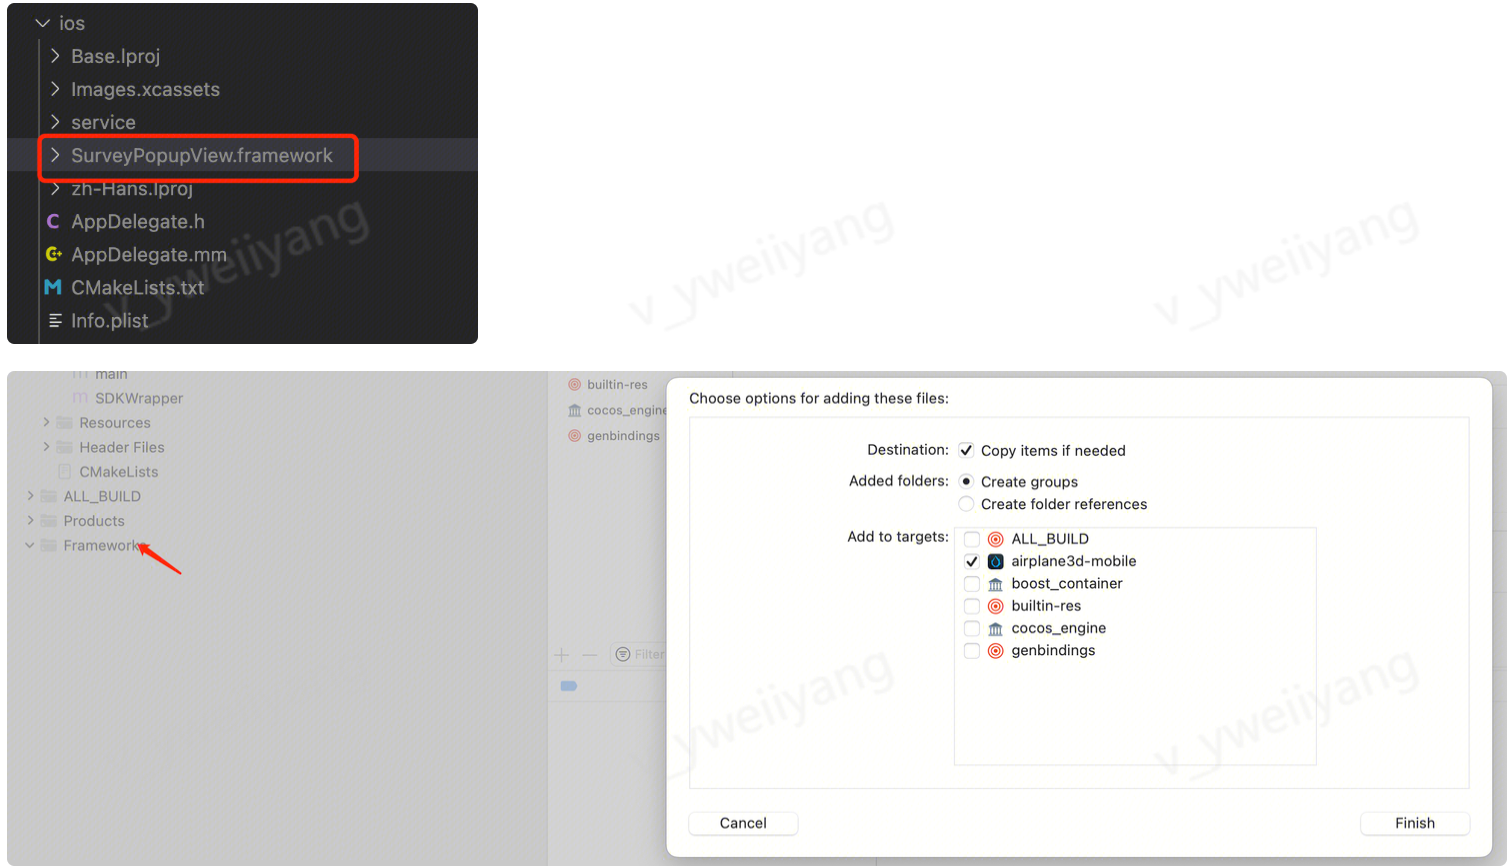 ios
Base.lproj
Images.xcassets
service
SurveyPopupView.framework
zh-Hans.lproj
AppDelegate.h
AppDelegate.mm
CMakeLists.txt
Info.plist
v_yweiiyang
v_yweiiyang
v_yweiiyang
main
SDKWrapper
Resources
Header Files
CMakeLists
ALL_BUILD
Products
Frameworks
builtin-res
cocos_engine
genbindings
Filter
Choose options for adding these files:
Destination: Copy items if needed
Added folders: Create groups
Create folder references
Add to targets: ALL_BUILD
airplane3d-mobile
boost_container
builtin-res
cocos_engine
genbindings
Cancel
Finish
v_yweiiyang
v_yweiiyang